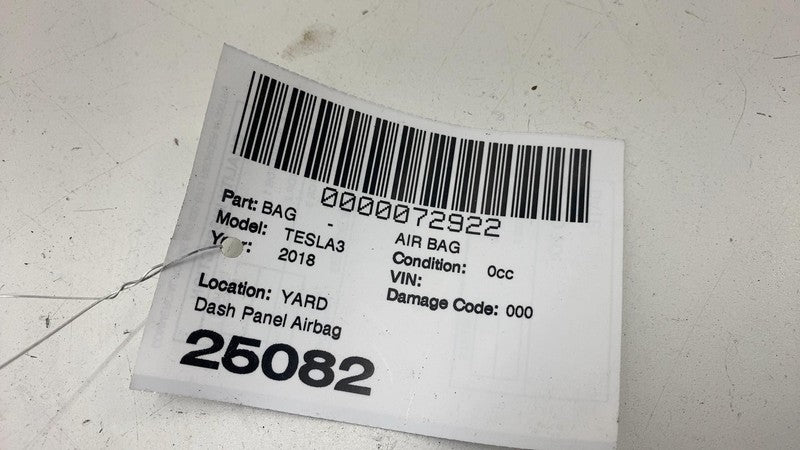 0000072922
Part: BAG - AIR BAG
Model: TESLA3 Condition: 0cc
Year: 2018 VIN:
Damage Code: 000
Location: YARD
Dash Panel Airbag
25082